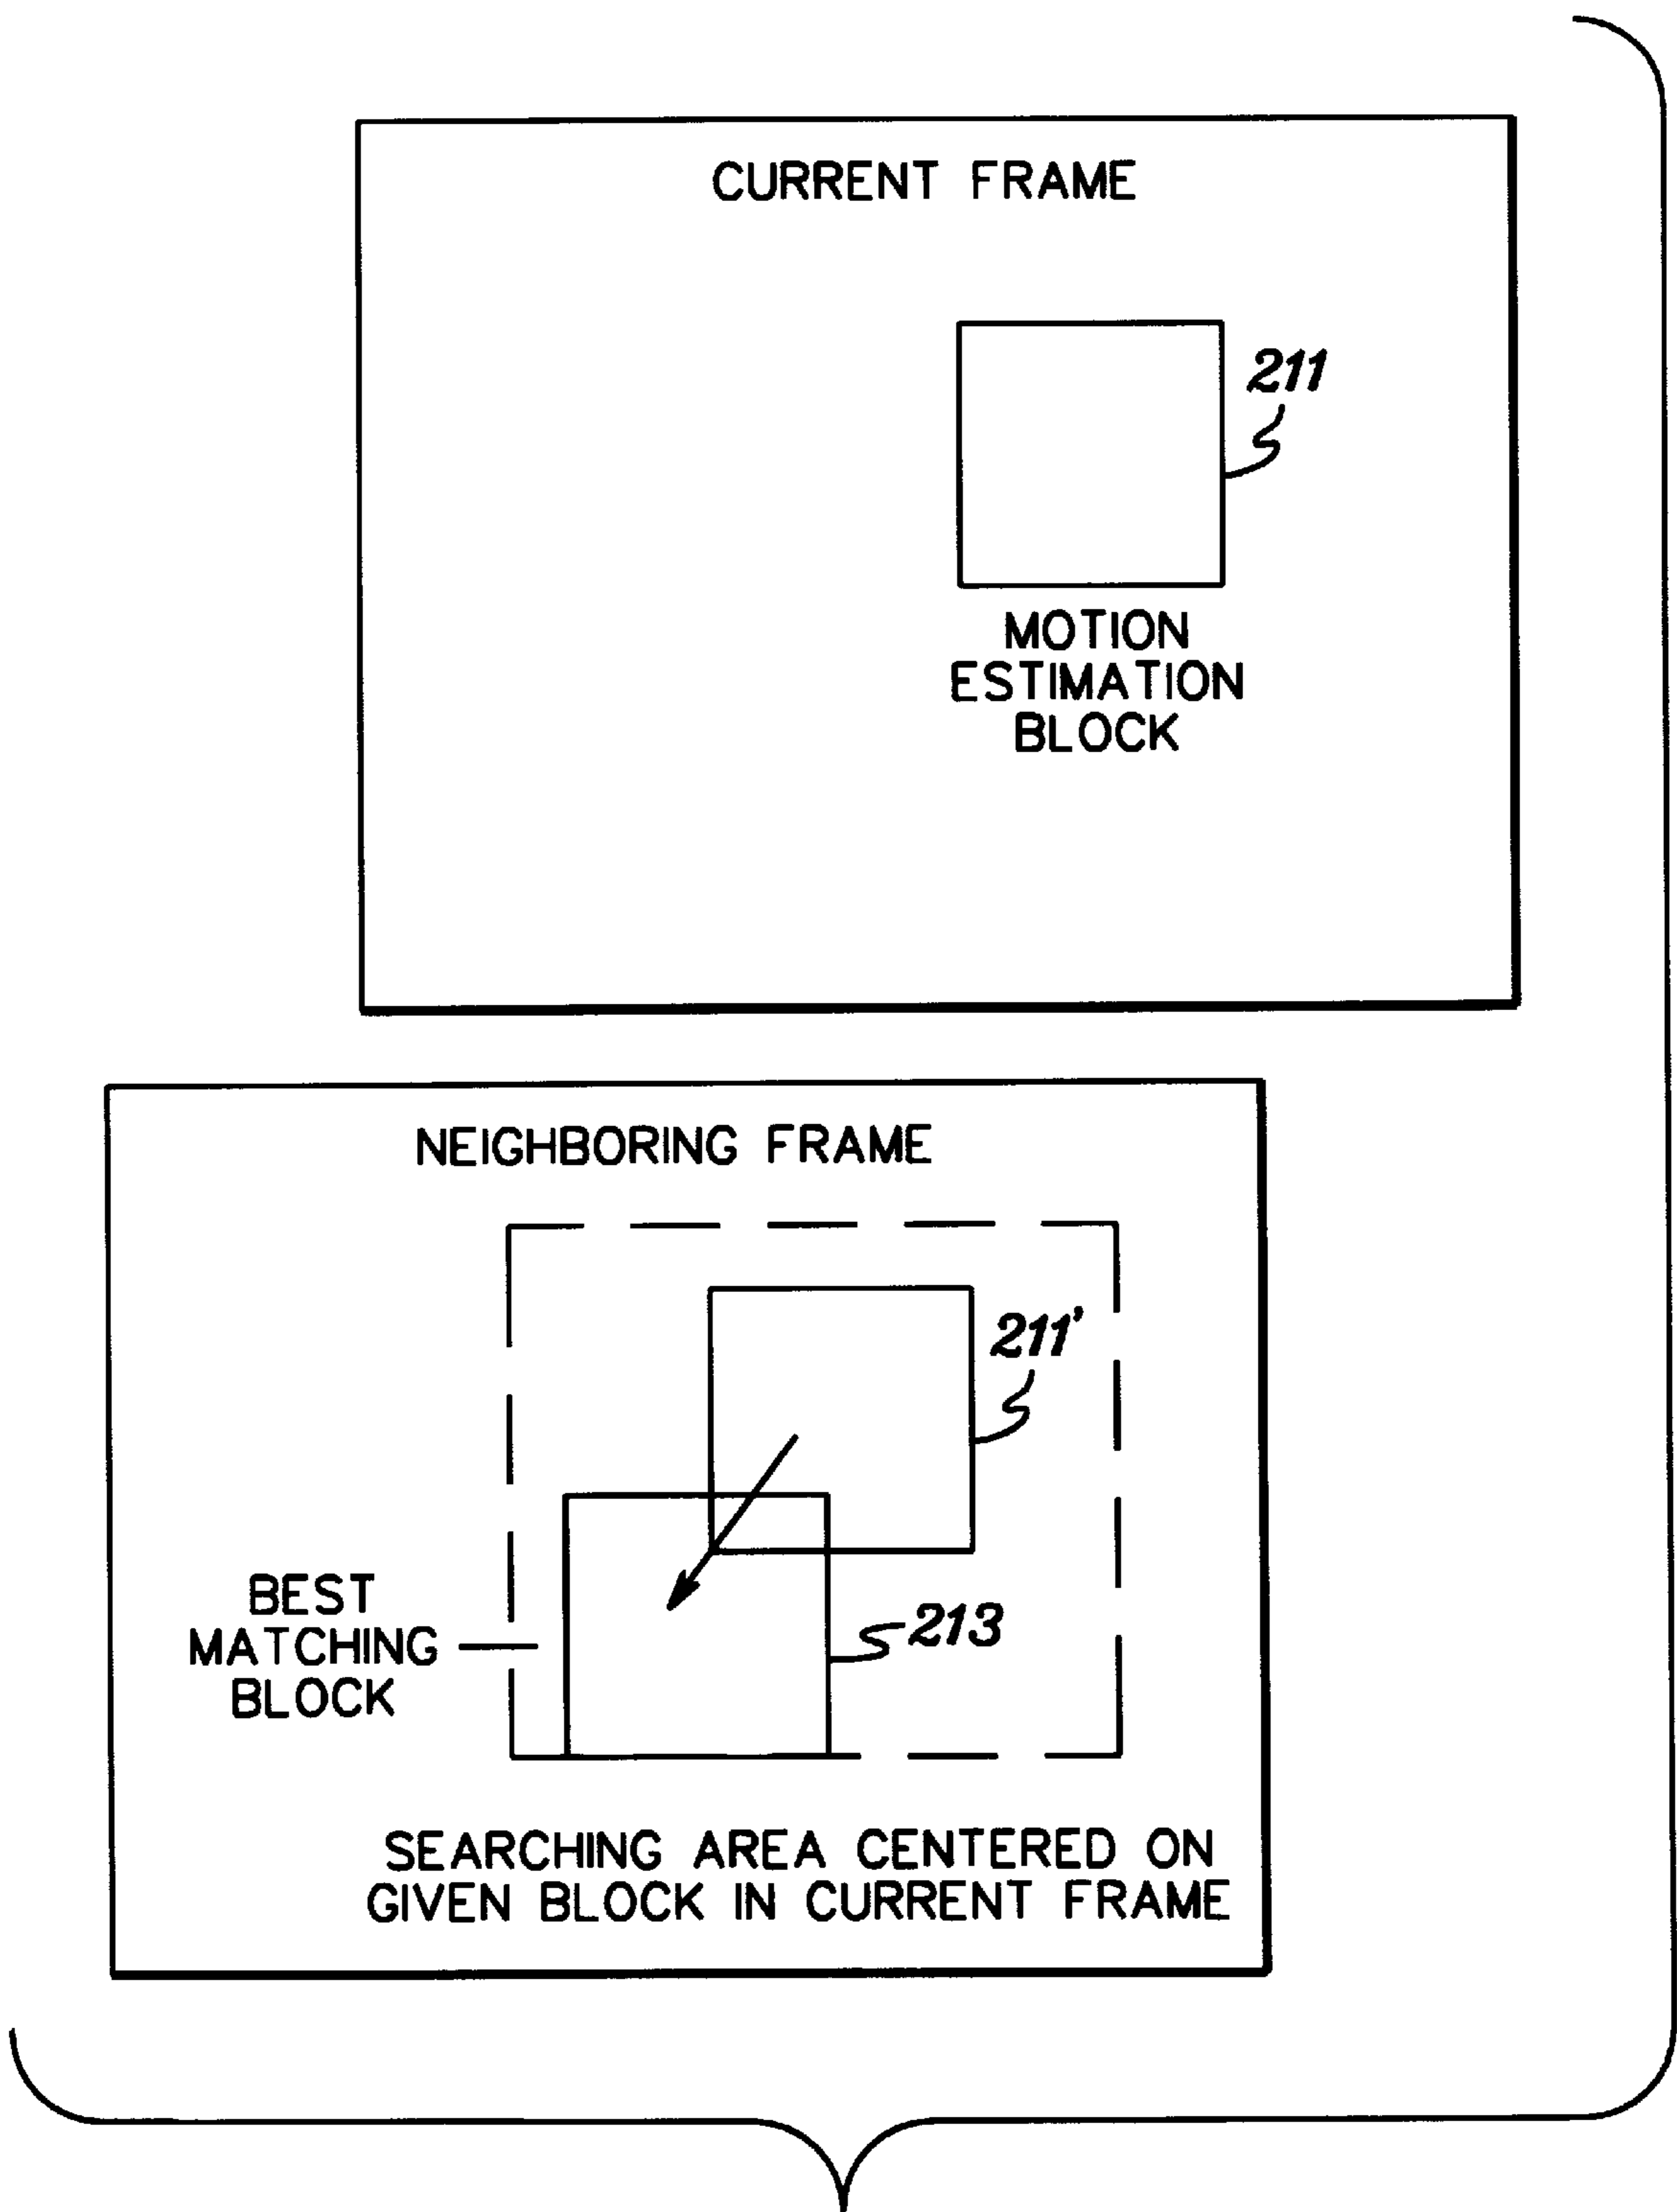 CURRENT FRAME
211
MOTION
ESTIMATION
BLOCK
NEIGHBORING FRAME
211'
BEST
MATCHING
BLOCK
213
SEARCHING AREA CENTERED ON
GIVEN BLOCK IN CURRENT FRAME